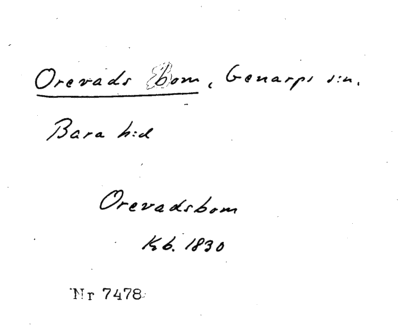 Orevads Bom, Genarps s:n.
Bara h:d
Orevadsbom
Kb. 1830
Nr 7478